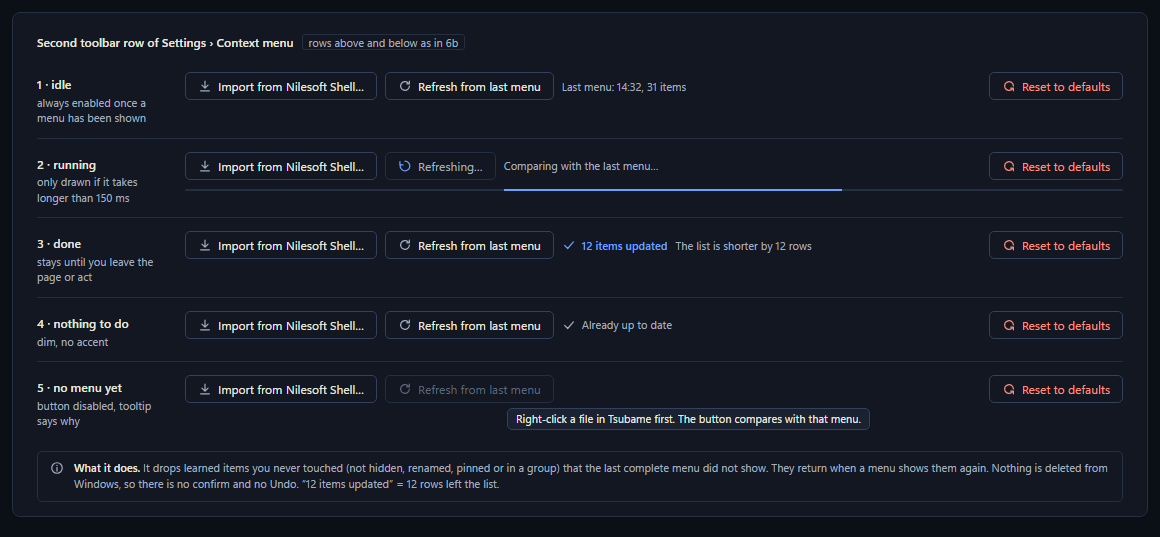 Second toolbar row of Settings › Context menu rows above and below as in 6b
1 · idle
always enabled once a
menu has been shown
Import from Nilesoft Shell... Refresh from last menu Last menu: 14:32, 31 items Reset to defaults
2 · running
only drawn if it takes
longer than 150 ms
Import from Nilesoft Shell... Refreshing... Comparing with the last menu... Reset to defaults
3 · done
stays until you leave the
page or act
Import from Nilesoft Shell... Refresh from last menu 12 items updated The list is shorter by 12 rows Reset to defaults
4 · nothing to do
dim, no accent
Import from Nilesoft Shell... Refresh from last menu Already up to date Reset to defaults
5 · no menu yet
button disabled, tooltip
says why
Import from Nilesoft Shell... Refresh from last menu Reset to defaults
Right-click a file in Tsubame first. The button compares with that menu.
What it does. It drops learned items you never touched (not hidden, renamed, pinned or in a group) that the last complete menu did not show. They return when a menu shows them again. Nothing is deleted from
Windows, so there is no confirm and no Undo. "12 items updated" = 12 rows left the list.